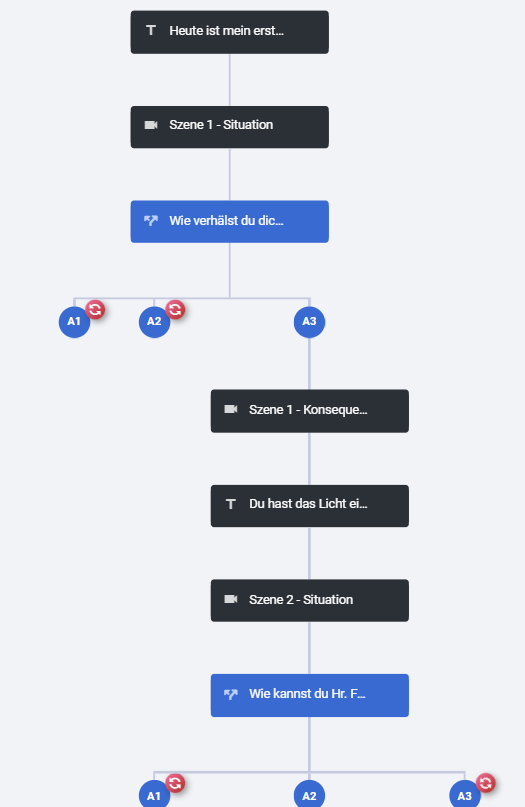 Heute ist mein erst...
Szene 1 - Situation
Wie verhälst du dic...
A1
A2
A3
Szene 1 - Konseque...
Du hast das Licht ei...
Szene 2 - Situation
Wie kannst du Hr. F...
A1
A2
A3